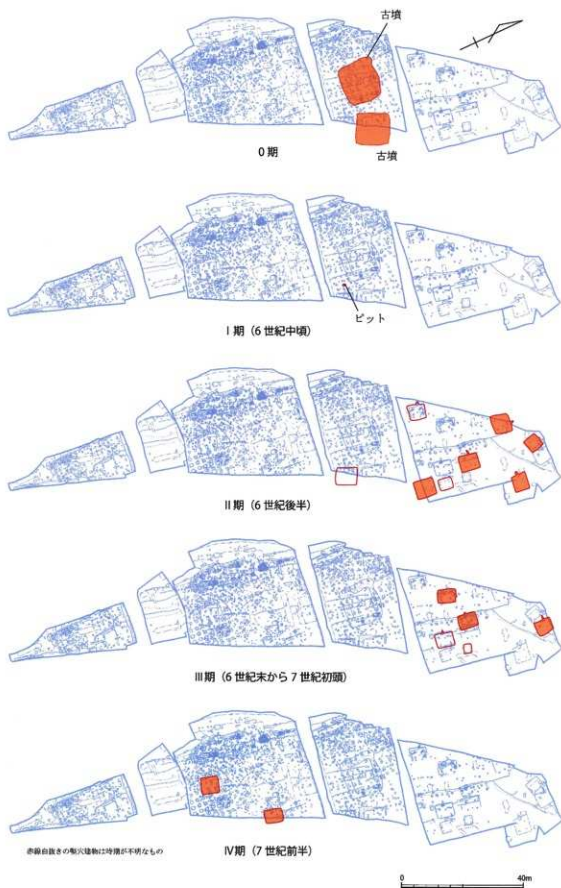 古墳
0期
古墳
Ⅰ期（6世紀中頃）
ピット
Ⅱ期（6世紀後半）
Ⅲ期（6世紀末から7世紀初頭）
Ⅳ期（7世紀前半）
赤線白抜きの竪穴建物は時期が不明なもの
0
40m